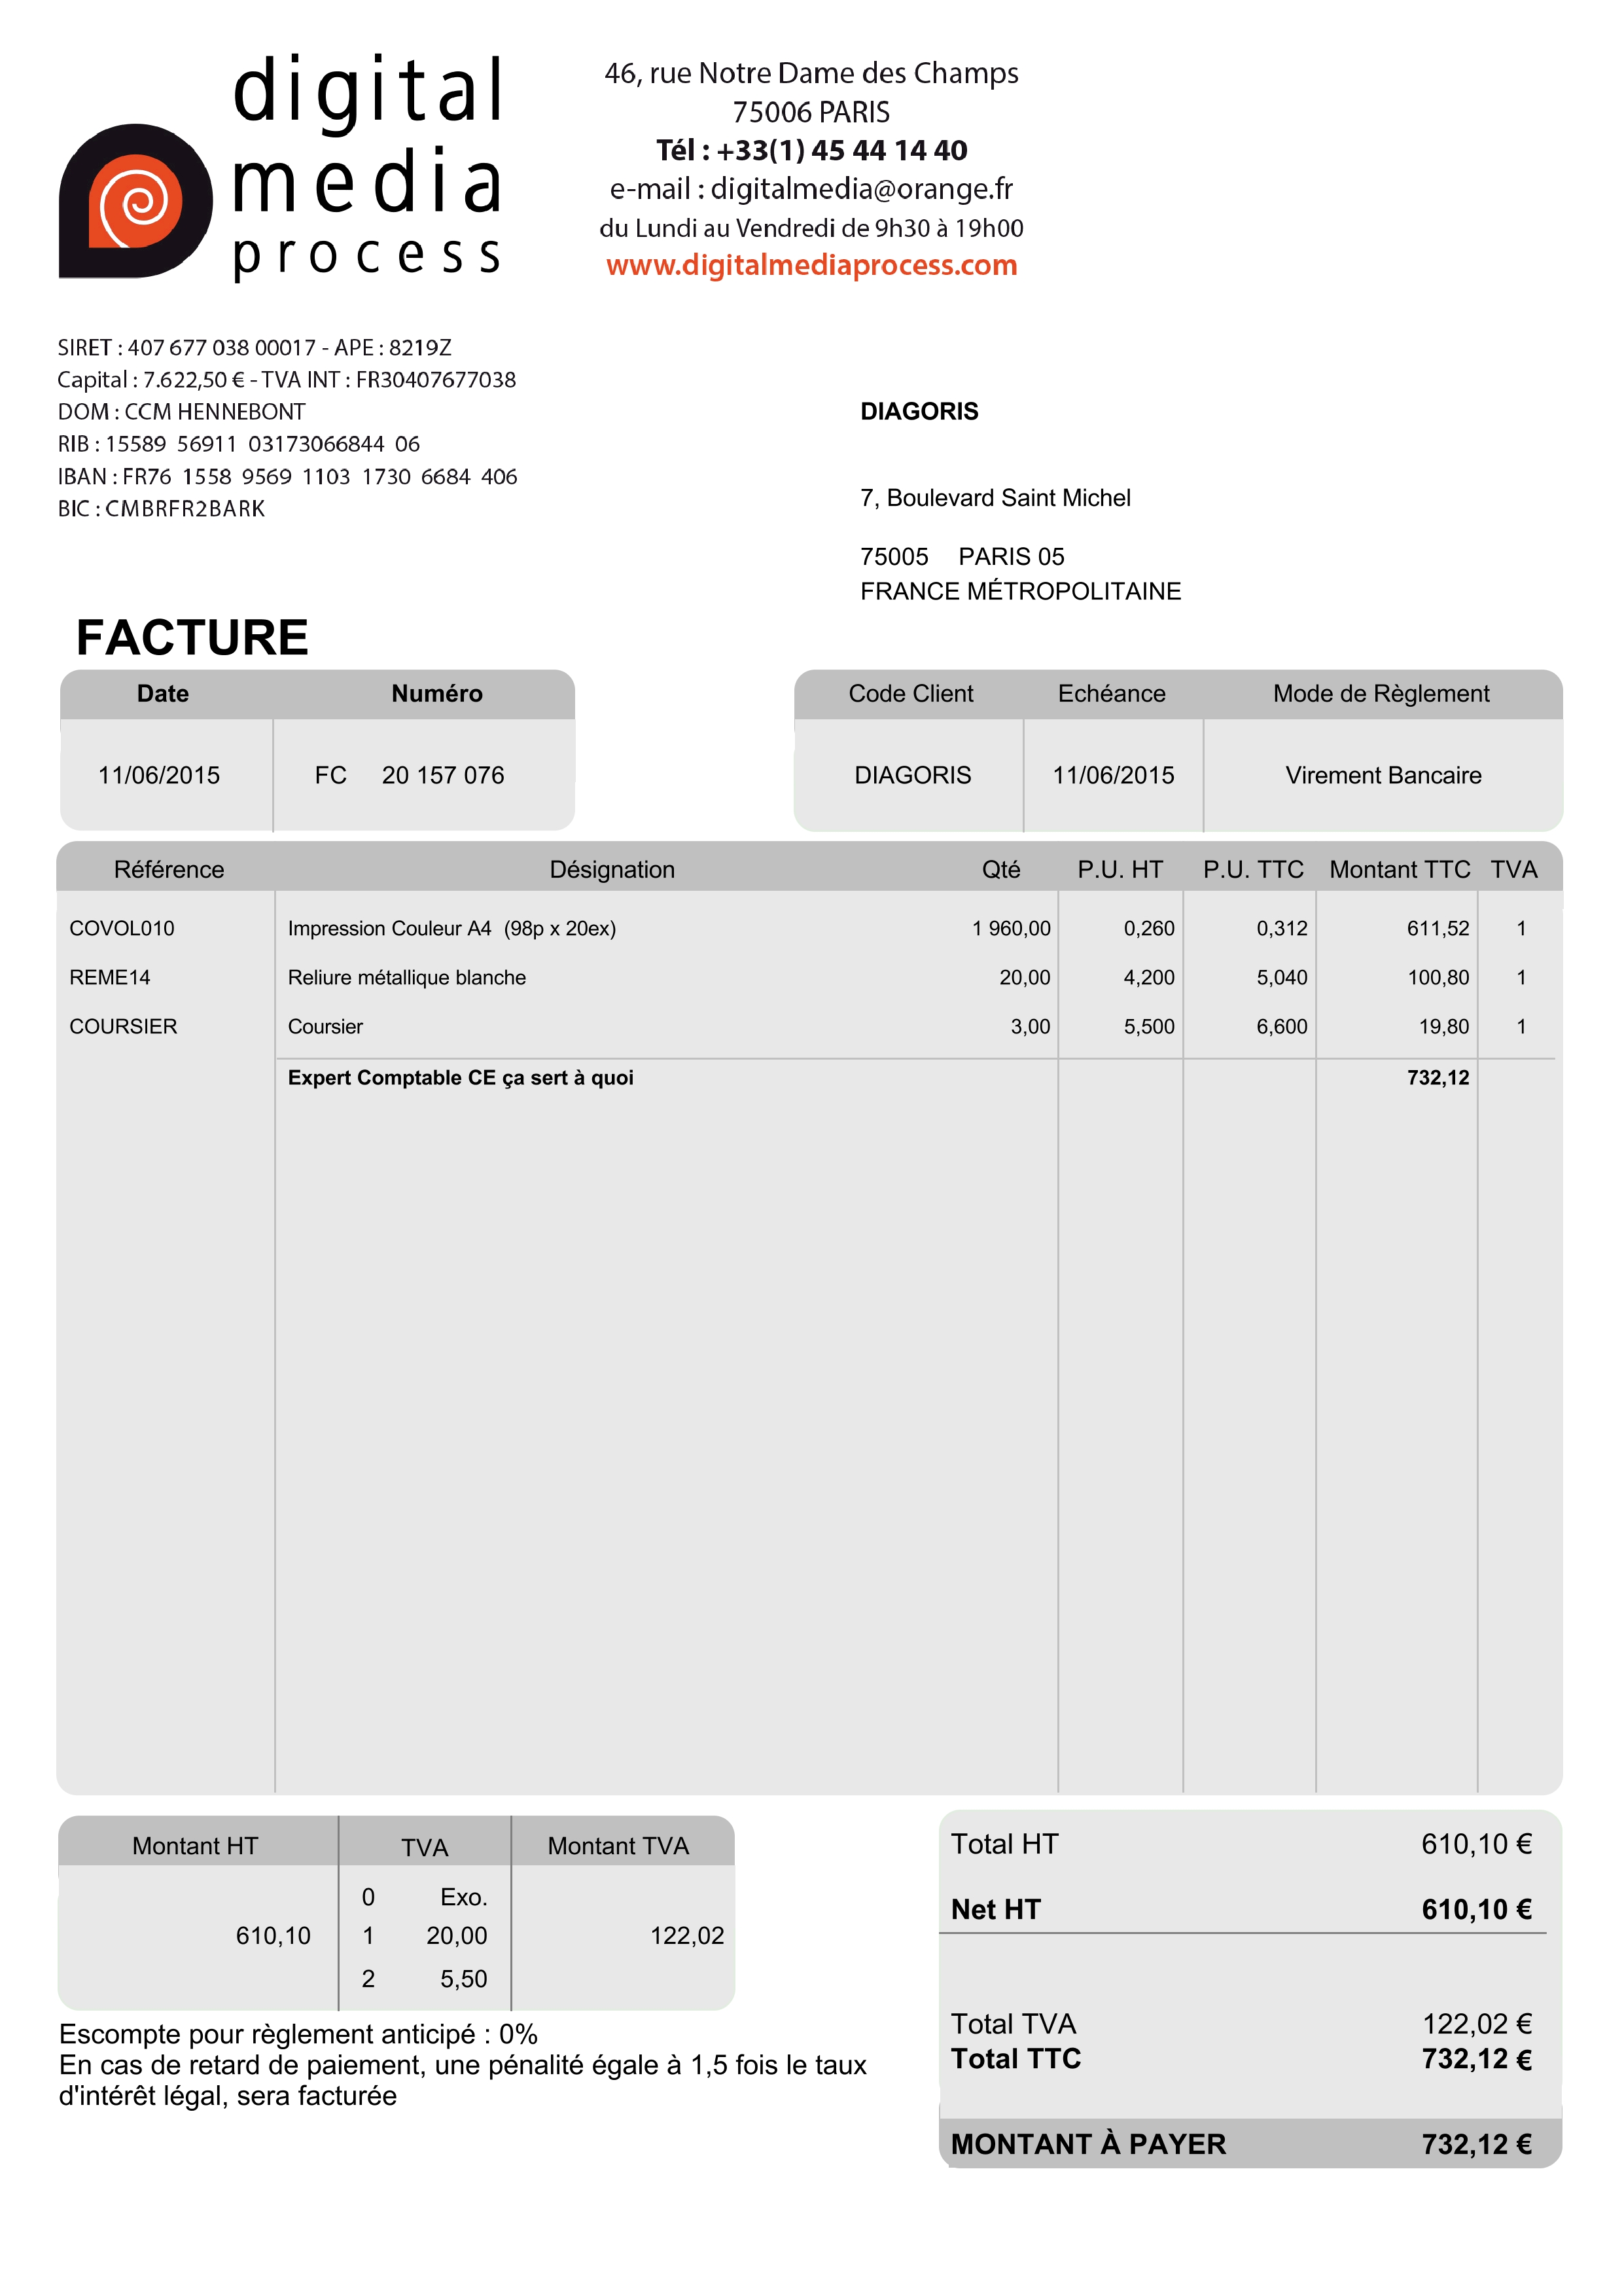 digital
media
process
46, rue Notre Dame des Champs
75006 PARIS
Tél : +33(1) 45 44 14 40
e-mail : digitalmedia@orange.fr
du Lundi au Vendredi de 9h30 à 19h00
www.digitalmediaprocess.com
SIRET : 407 677 038 00017 - APE : 8219Z
Capital : 7.622,50 € - TVA INT : FR30407677038
DOM : CCM HENNEBONT
RIB : 15589 56911 03173066844 06
IBAN : FR76 1558 9569 1103 1730 6684 406
BIC : CMBRFR2BARK
DIAGORIS
7, Boulevard Saint Michel
75005 PARIS 05
FRANCE MÉTROPOLITAINE
FACTURE
Date Numéro
11/06/2015 FC 20 157 076
Code Client Echéance Mode de Règlement
DIAGORIS 11/06/2015 Virement Bancaire
Référence Désignation Qté P.U. HT P.U. TTC Montant TTC TVA
COVOL010 Impression Couleur A4 (98p x 20ex) 1 960,00 0,260 0,312 611,52 1
REME14 Reliure métallique blanche 20,00 4,200 5,040 100,80 1
COURSIER Coursier 3,00 5,500 6,600 19,80 1
Expert Comptable CE ça sert à quoi 732,12
Montant HT TVA Montant TVA
0 Exo.
610,10 1 20,00 122,02
2 5,50
Escompte pour règlement anticipé : 0%
En cas de retard de paiement, une pénalité égale à 1,5 fois le taux
d'intérêt légal, sera facturée
Total HT 610,10 €
Net HT 610,10 €
Total TVA 122,02 €
Total TTC 732,12 €
MONTANT À PAYER 732,12 €